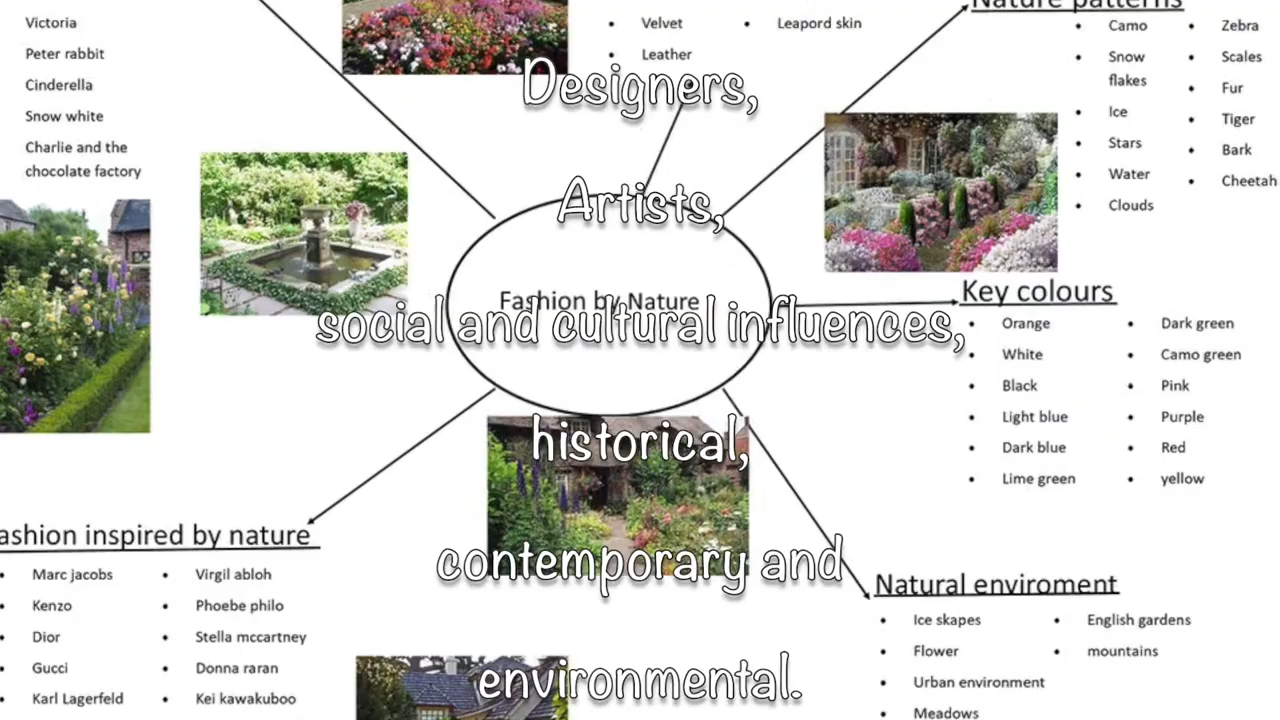 Victoria
Peter rabbit
Cinderella
Snow white
Charlie and the
chocolate factory
• Velvet
• Leather
• Leapord skin
Nature patterns
• Camo
• Snow
flakes
• Ice
• Stars
• Water
• Clouds
• Zebra
• Scales
• Fur
• Tiger
• Bark
• Cheetah
Designers,
Artists,
social and cultural influences,
historical,
contemporary and
environmental.
Fashion by Nature
Key colours
• Orange
• White
• Black
• Light blue
• Dark blue
• Lime green
• Dark green
• Camo green
• Pink
• Purple
• Red
• yellow
ashion inspired by nature
• Marc jacobs
• Kenzo
• Dior
• Gucci
• Karl Lagerfeld
• Virgil abloh
• Phoebe philo
• Stella mccartney
• Donna raran
• Kei kawakuboo
Natural enviroment
• Ice skapes
• Flower
• Urban environment
• Meadows
• English gardens
• mountains